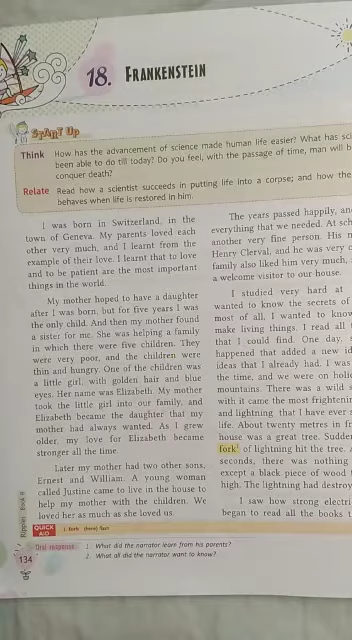 18. FRANKENSTEIN
START UP
Think How has the advancement of science made human life easier? What has
been able to do till today? Do you feel, with the passage of time, man will
conquer death?
Relate Read how a scientist succeeds in putting life into a corpse; and how the
behaves when life is restored in him.
I was born in Switzerland, in the
town of Geneva. My parents loved each
other very much, and I learnt from the
example of their love. I learnt that to love
and to be patient are the most important
things in the world.
My mother hoped to have a daughter
after I was born, but for five years I was
the only child. And then my mother found
a sister for me. She was helping a family
in which there were five children. They
were very poor, and the children were
thin and hungry. One of the children was
a little girl, with golden hair and blue
eyes. Her name was Elizabeth. My mother
took the little girl into our family, and
Elizabeth became the daughter that my
mother had always wanted. As I grew
older, my love for Elizabeth became
stronger all the time.
Later my mother had two other sons,
Ernest and William. A young woman
called Justine came to live in the house to
help my mother with the children. We
loved her as much as she loved us.
The years passed happily,
everything that we needed. At
another very fine person. His
Henry Clerval, and he was very
family also liked him very much,
a welcome visitor to our house.
I studied very hard at
wanted to know the secrets of
most of all, I wanted to know
make living things. I read all
that I could find. One day,
happened that added a new
ideas that I already had. I was
the time, and we were on
mountains. There was a wild
with it came the most
and lightning that I have ever
life. About twenty metres in
house was a great tree.
fork¹ of lightning hit the tree.
seconds, there was nothing
except a black piece of wood
high. The lightning had
I saw how strong
began to read all the books
QUICK AID 1. fork (here) flash
Oral response 1. What did the narrator learn from his parents?
2. What all did the narrator want to know?
134